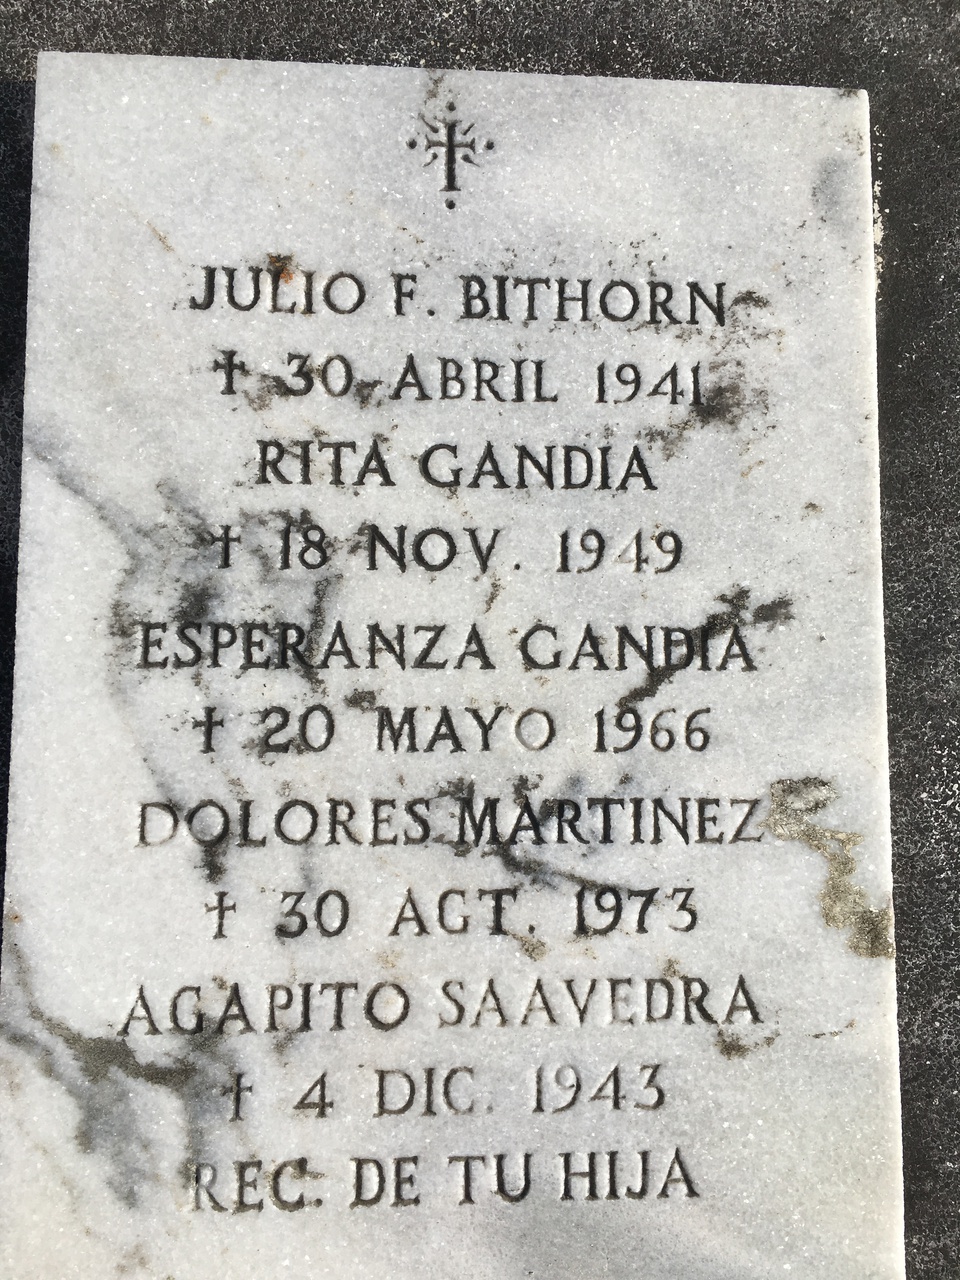 JULIO F. BITHORN
✝ 30 ABRIL 1941
RITA GANDIA
✝ 18 NOV. 1949
ESPERANZA GANDIA
✝ 20 MAYO 1966
DOLORES MARTINEZ
✝ 30 AGT. 1973
AGAPITO SAAVEDRA
✝ 4 DIC. 1943
REC. DE TU HIJA